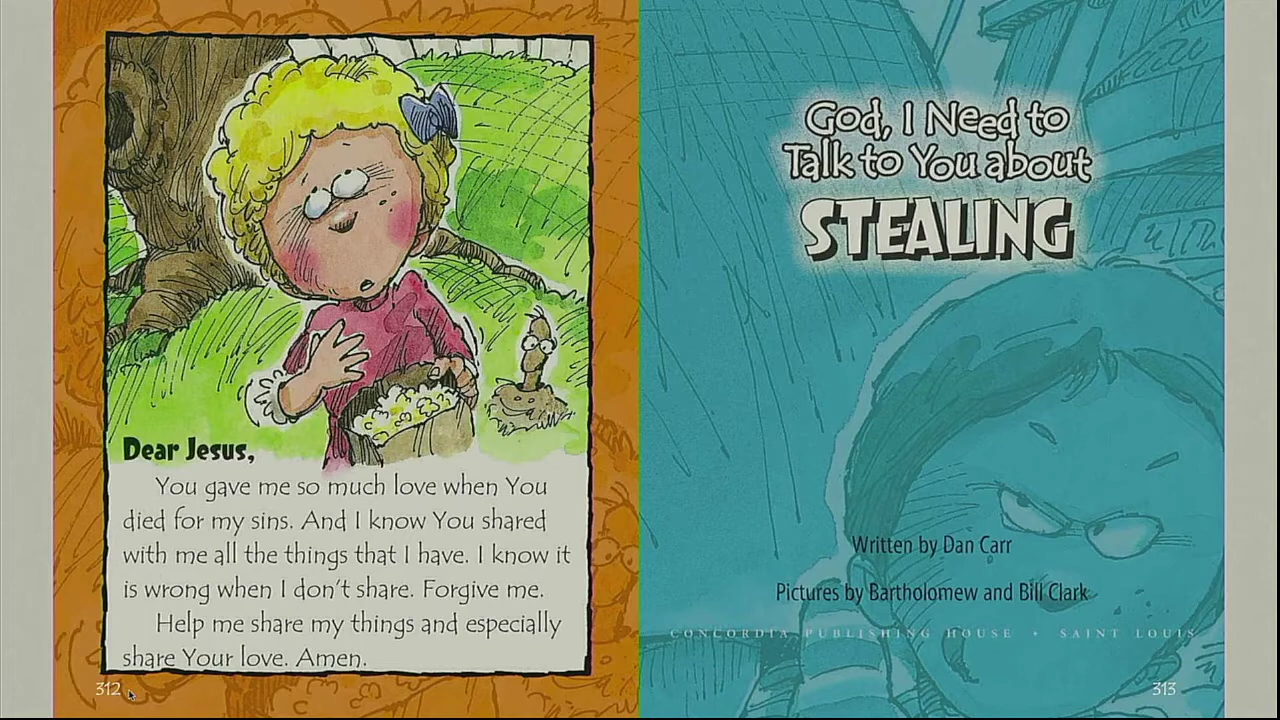 Dear Jesus,
You gave me so much love when You
died for my sins. And I know You shared
with me all the things that I have. I know it
is wrong when I don't share. Forgive me.
Help me share my things and especially
share Your love. Amen.
312
God, I Need to
Talk to You about
STEALING
Written by Dan Carr
Pictures by Bartholomew and Bill Clark
CONCORDIA PUBLISHING HOUSE • SAINT LOUIS
313